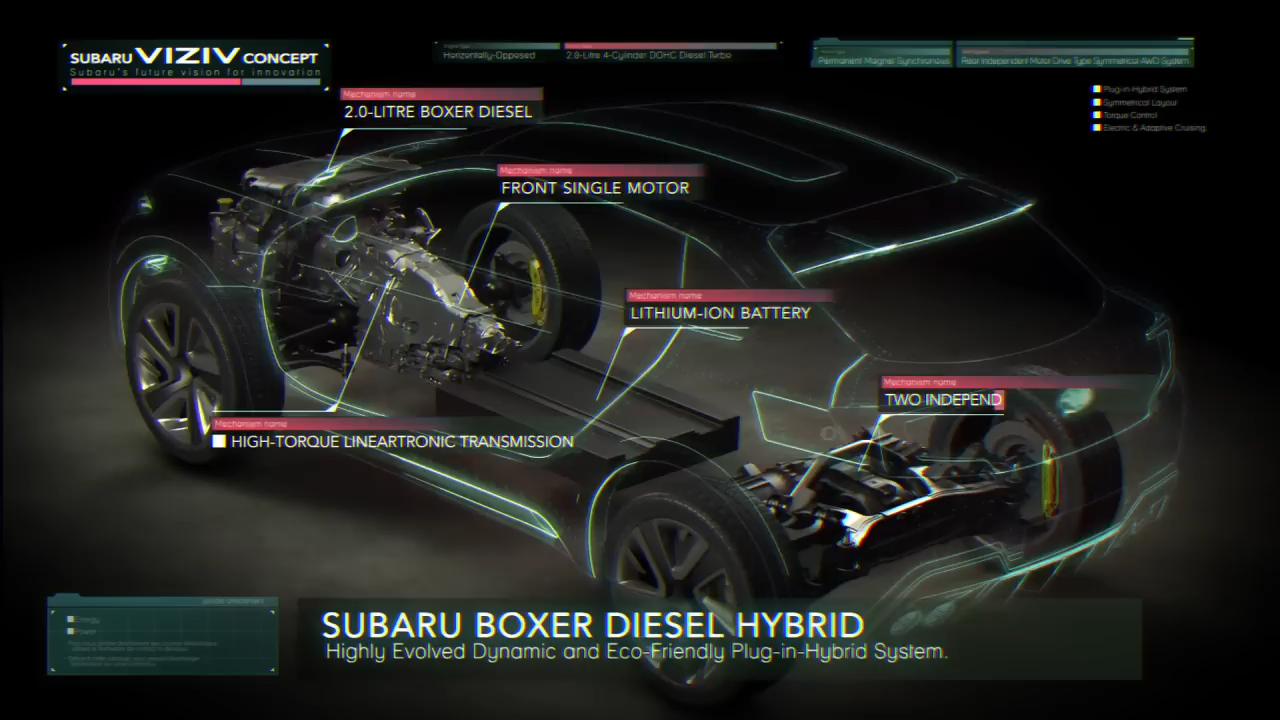 SUBARU VIZIV CONCEPT
Subaru's future vision for innovation
Horizontally-Opposed
2.0-Litre 4-Cylinder DOHC Diesel Turbo
Permanent Magnet Synchronous
Rear Independent Motor Drive Type Symmetrical AWD System
Plug-in-Hybrid System
Symmetrical Layout
Torque Control
Electric & Adaptive Cruising
Mechanism name
2.0-LITRE BOXER DIESEL
Mechanism name
FRONT SINGLE MOTOR
Mechanism name
LITHIUM-ION BATTERY
Mechanism name
TWO INDEPEND
Mechanism name
HIGH-TORQUE LINEARTRONIC TRANSMISSION
Energy
Power
SUBARU BOXER DIESEL HYBRID
Highly Evolved Dynamic and Eco-Friendly Plug-in-Hybrid System.